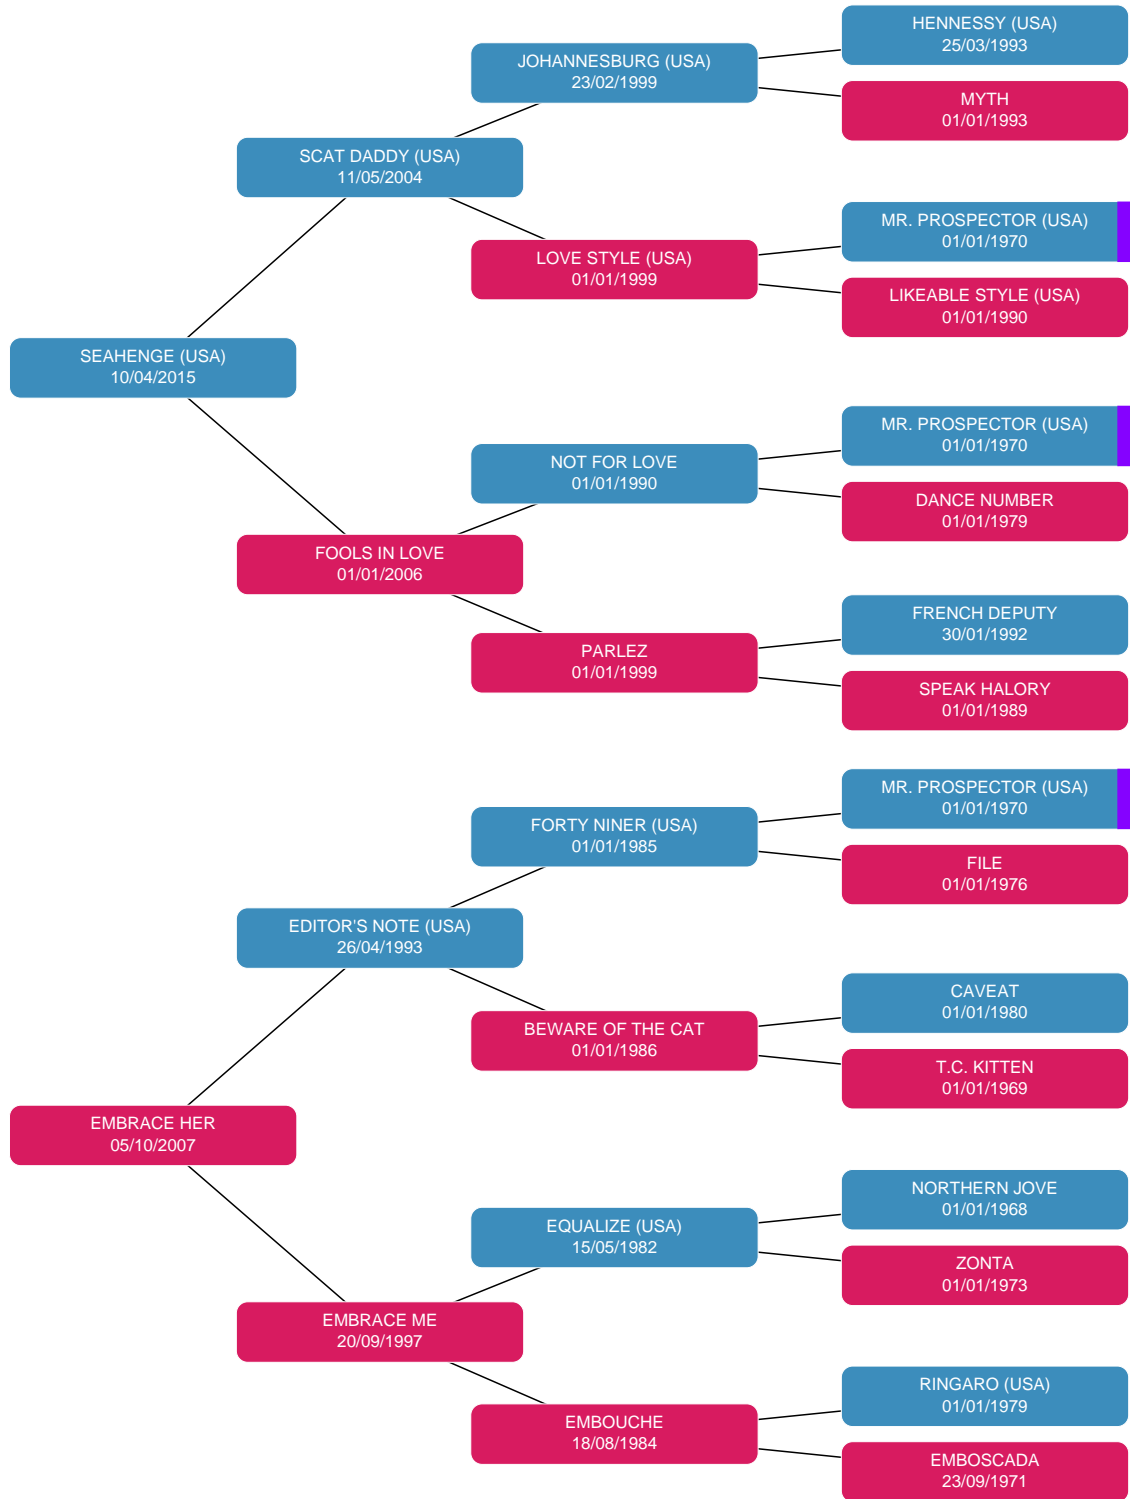 HENNESSY (USA)
25/03/1993
JOHANNESBURG (USA)
23/02/1999
MYTH
01/01/1993
SCAT DADDY (USA)
11/05/2004
MR. PROSPECTOR (USA)
01/01/1970
LOVE STYLE (USA)
01/01/1999
LIKEABLE STYLE (USA)
01/01/1990
SEAHENGE (USA)
10/04/2015
MR. PROSPECTOR (USA)
01/01/1970
NOT FOR LOVE
01/01/1990
DANCE NUMBER
01/01/1979
FOOLS IN LOVE
01/01/2006
FRENCH DEPUTY
30/01/1992
PARLEZ
01/01/1999
SPEAK HALORY
01/01/1989
MR. PROSPECTOR (USA)
01/01/1970
FORTY NINER (USA)
01/01/1985
FILE
01/01/1976
EDITOR'S NOTE (USA)
26/04/1993
CAVEAT
01/01/1980
BEWARE OF THE CAT
01/01/1986
T.C. KITTEN
01/01/1969
EMBRACE HER
05/10/2007
NORTHERN JOVE
01/01/1968
EQUALIZE (USA)
15/05/1982
ZONTA
01/01/1973
EMBRACE ME
20/09/1997
RINGARO (USA)
01/01/1979
EMBOUCHE
18/08/1984
EMBOSCADA
23/09/1971